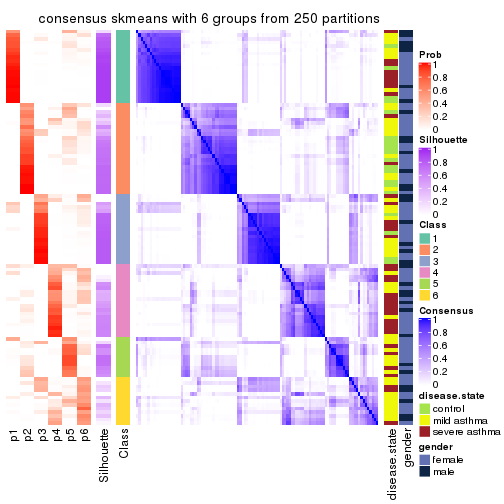 consensus skmeans with 6 groups from 250 partitions
Prob
1
0.8
0.6
0.4
0.2
0
Silhouette
1
0.8
0.6
0.4
0.2
0
Class
1
2
3
4
5
6
Consensus
1
0.8
0.6
0.4
0.2
0
disease.state
control
mild asthma
severe asthma
gender
female
male
p1
p2
p3
p4
p5
p6
Silhouette
Class
disease.state
gender